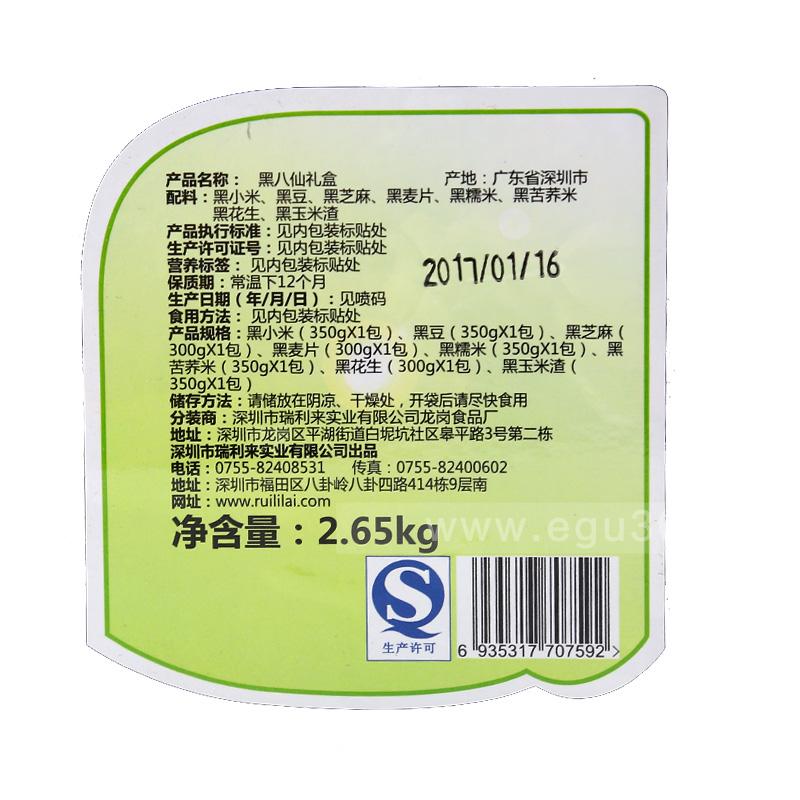 产品名称： 黑八仙礼盒 产地：广东省深圳市
配料：黑小米、黑豆、黑芝麻、黑麦片、黑糯米、黑苦荞米
黑花生、黑玉米渣
产品执行标准：见内包装标贴处
生产许可证号：见内包装标贴处
营养标签： 见内包装标贴处
保质期：常温下12个月
生产日期（年/月/日）：见喷码
2017/01/16
食用方法： 见内包装标贴处
产品规格：黑小米（350gX1包）、黑豆（350gX1包）、黑芝麻（
300gX1包）、黑麦片（300gX1包）、黑糯米（350gX1包）、黑
苦荞米（350gX1包）、黑花生（300gX1包）、黑玉米渣（
350gX1包）
储存方法：请储放在阴凉、干燥处，开袋后请尽快食用
分装商：深圳市瑞利来实业有限公司龙岗食品厂
地址：深圳市龙岗区平湖街道白坭坑社区皋平路3号第二栋
深圳市瑞利来实业有限公司出品
电话：0755-82408531 传真：0755-82400602
地址：深圳市福田区八卦岭八卦四路414栋9层南
网址：www.ruililai.com
净含量：2.65kg
www.egu3
生产许可
6 935317 707592 >